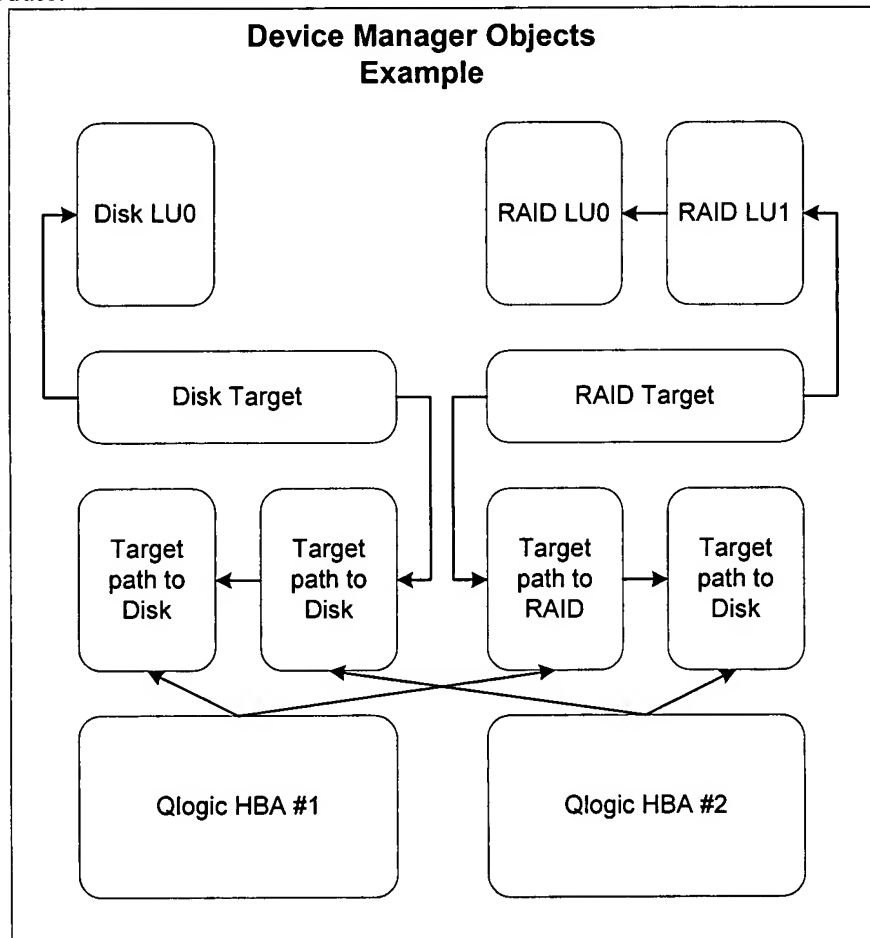 Device Manager Objects
Example
Disk LU0
RAID LU0
RAID LU1
Disk Target
RAID Target
Target
path to
Disk
Target
path to
Disk
Target
path to
RAID
Target
path to
Disk
Qlogic HBA #1
Qlogic HBA #2